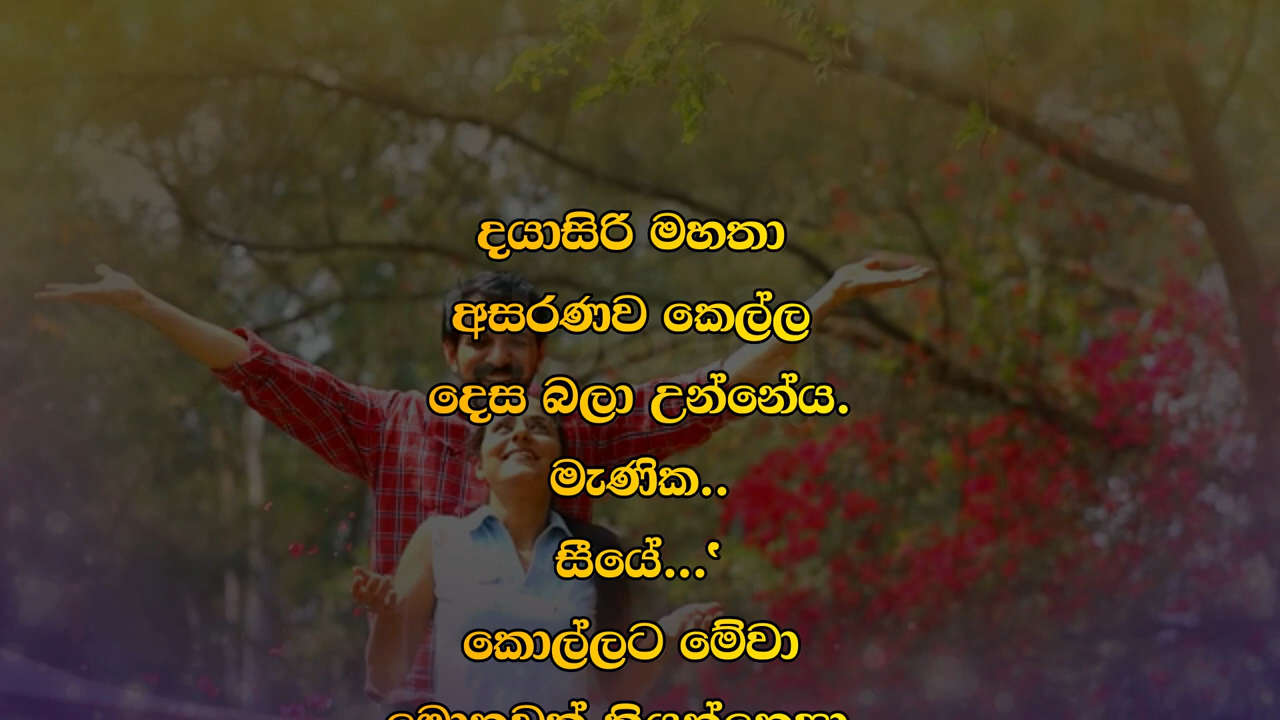 දයාසිරි මහතා
අසරණව කෙල්ල
දෙස බලා උන්නේය.
මැණික..
සීයේ...‛
කොල්ලට මේවා